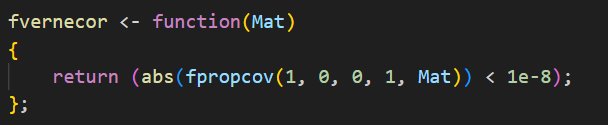 fvernecor <- function(Mat)
{
    return (abs(fpropcov(1, 0, 0, 1, Mat)) < 1e-8);
};